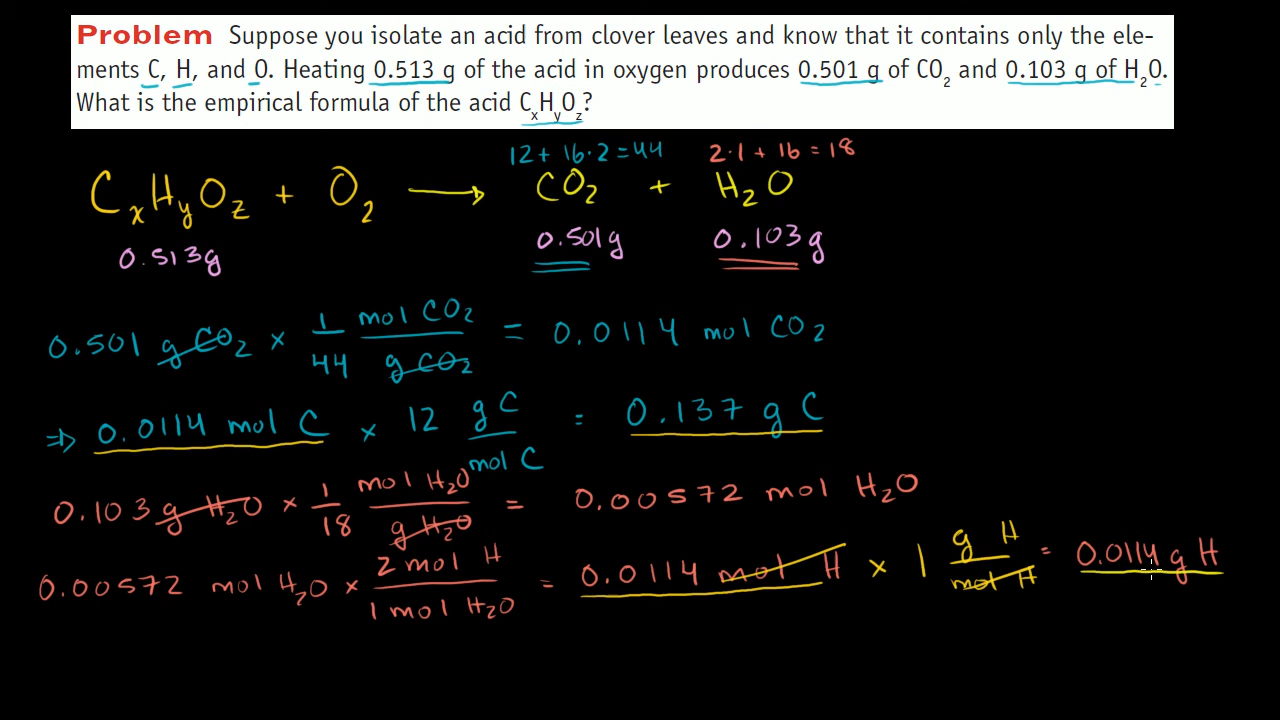 Problem Suppose you isolate an acid from clover leaves and know that it contains only the ele-
ments C, H, and O. Heating 0.513 g of the acid in oxygen produces 0.501 g of CO₂ and 0.103 g of H₂O.
What is the empirical formula of the acid CₓHᵧO_z?
12 + 16·2 = 44 2·1 + 16 = 18
CₓHᵧO_z + O₂ → CO₂ + H₂O
0.513g 0.501g 0.103g
0.501 g CO₂ × 1/44 mol CO₂/g CO₂ = 0.0114 mol CO₂
⇒ 0.0114 mol C × 12 g C/mol C = 0.137 g C
0.103 g H₂O × 1/18 mol H₂O/g H₂O = 0.00572 mol H₂O
0.00572 mol H₂O × 2 mol H/1 mol H₂O = 0.0114 mol H × 1 g H/mol H = 0.0114 g H